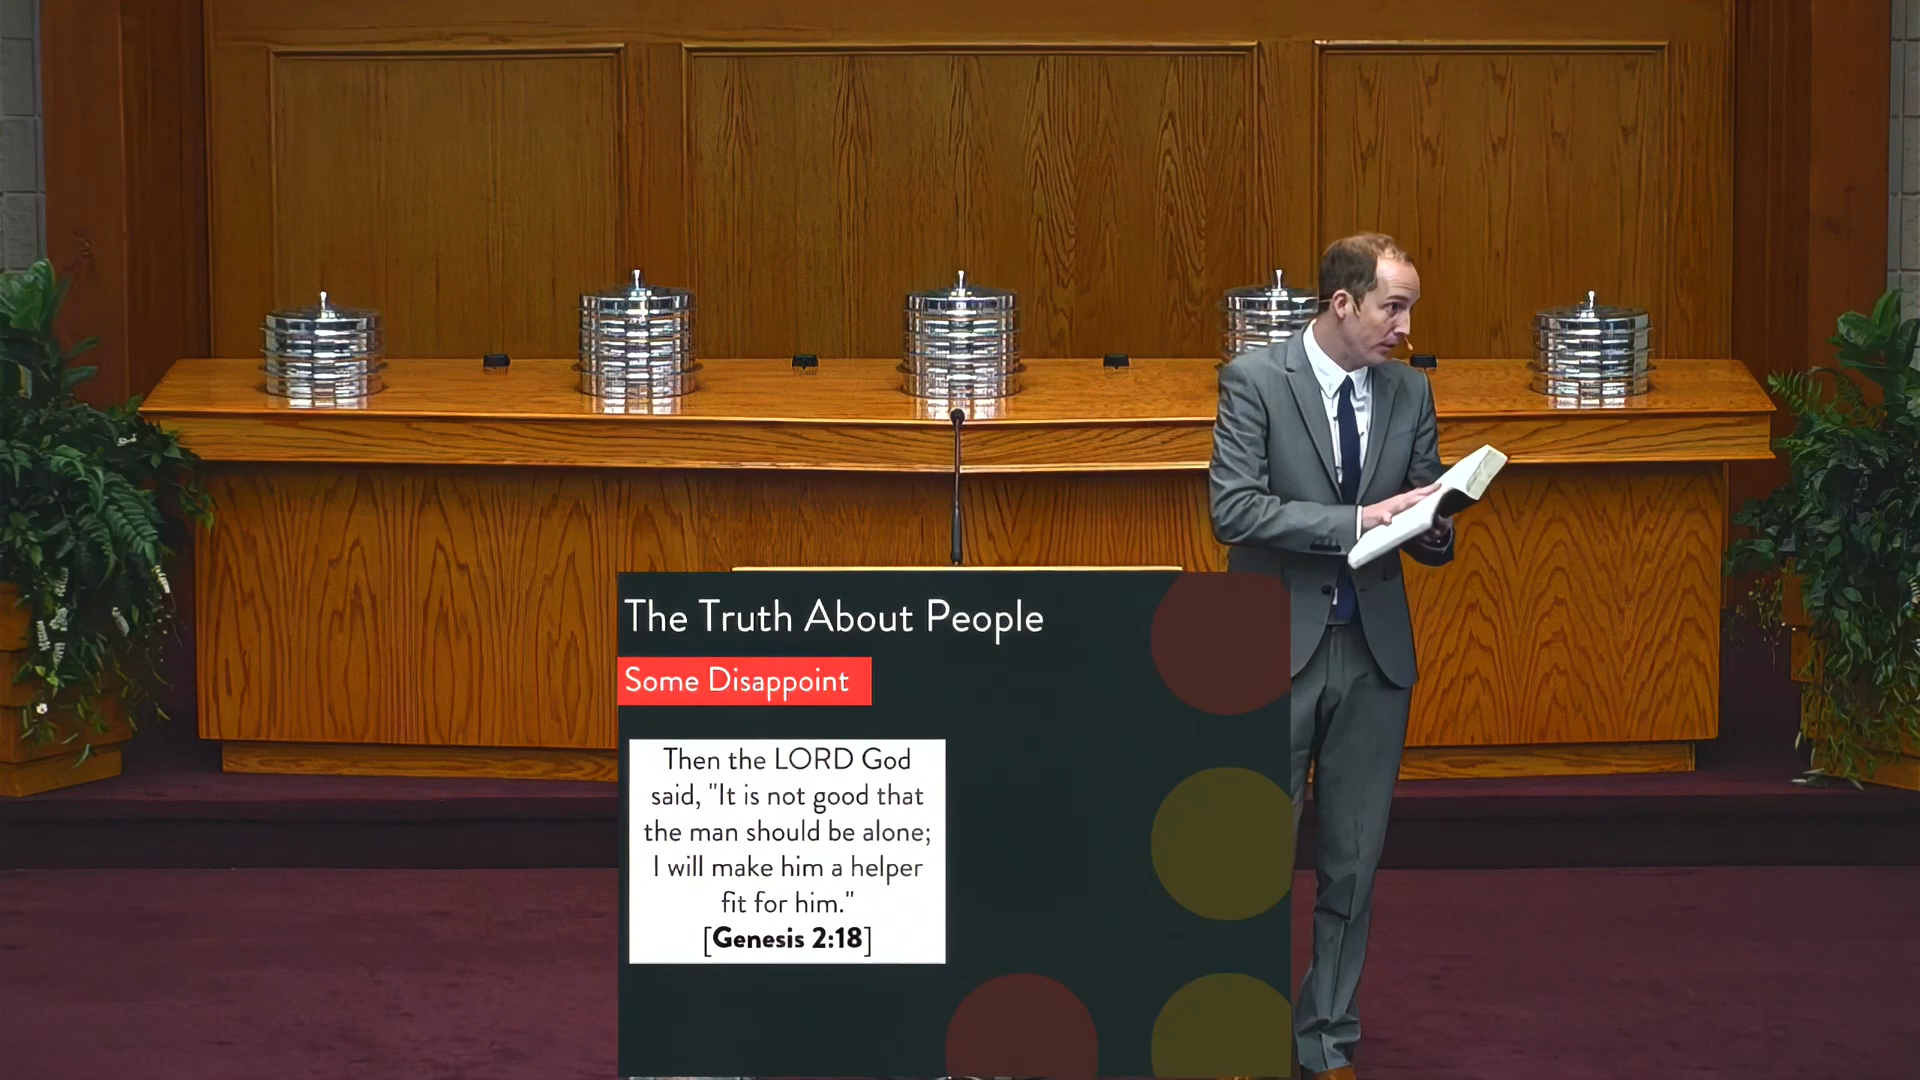 The Truth About People
Some Disappoint
Then the LORD God
said, "It is not good that
the man should be alone;
I will make him a helper
fit for him."
[Genesis 2:18]